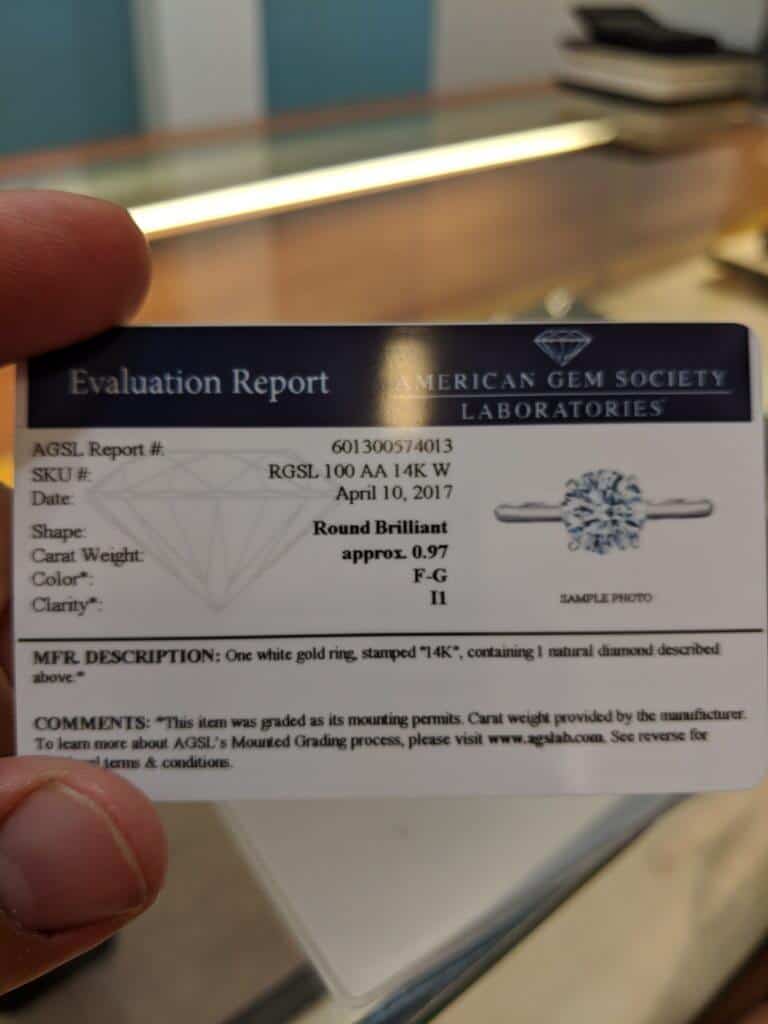 Evaluation Report
AMERICAN GEM SOCIETY
LABORATORIES
AGSL Report #: 601300574013
SKU #: RGSL 100 AA 14K W
Date: April 10, 2017
Shape: Round Brilliant
Carat Weight: approx. 0.97
Color*: F-G
Clarity*: I1
SAMPLE PHOTO
MFR. DESCRIPTION: One white gold ring, stamped "14K", containing 1 natural diamond described
above.*
COMMENTS: *This item was graded as its mounting permits. Carat weight provided by the manufacturer.
To learn more about AGSL's Mounted Grading process, please visit www.agslab.com. See reverse for
terms & conditions.